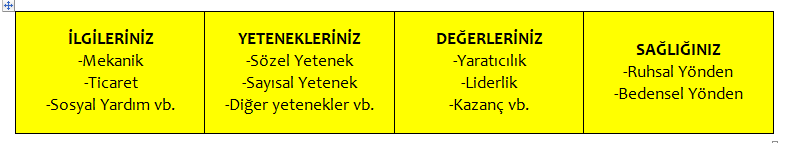 İLGİLERİNİZ
-Mekanik
-Ticaret
-Sosyal Yardım vb.
YETENEKLERİNİZ
-Sözel Yetenek
-Sayısal Yetenek
-Diğer yetenekler vb.
DEĞERLERİNİZ
-Yaratıcılık
-Liderlik
-Kazanç vb.
SAĞLIĞINIZ
-Ruhsal Yönden
-Bedensel Yönden